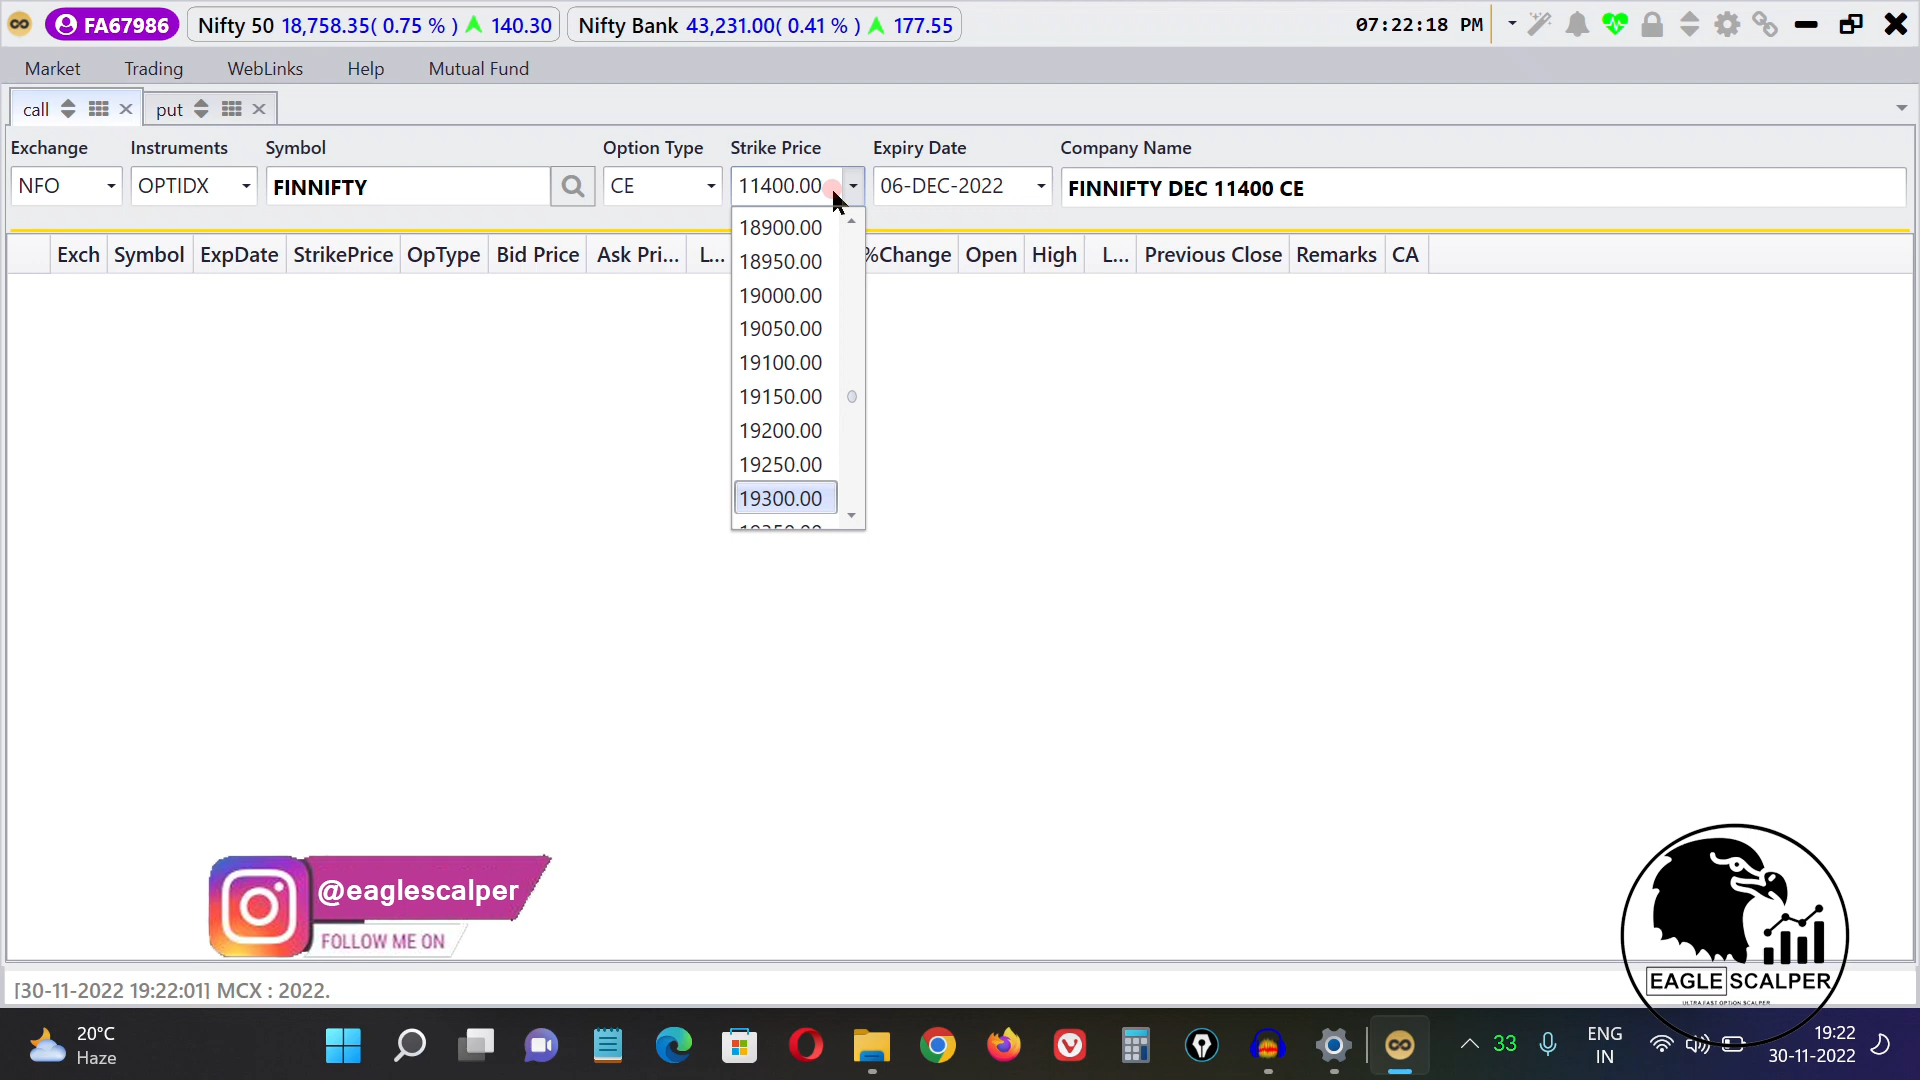 FA67986 Nifty 50 18,758.35( 0.75 % ) 140.30 Nifty Bank 43,231.00( 0.41 % ) 177.55 07:22:18 PM
Market Trading WebLinks Help Mutual Fund
call put
Exchange Instruments Symbol Option Type Strike Price Expiry Date Company Name
NFO OPTIDX FINNIFTY CE 11400.00 06-DEC-2022 FINNIFTY DEC 11400 CE
Exch Symbol ExpDate StrikePrice OpType Bid Price Ask Pri... L... %Change Open High L... Previous Close Remarks CA
18900.00
18950.00
19000.00
19050.00
19100.00
19150.00
19200.00
19250.00
19300.00
@eaglescalper
FOLLOW ME ON
EAGLE SCALPER
ULTRA FAST OPTION SCALPER
[30-11-2022 19:22:01] MCX : 2022.
20°C
Haze
33
ENG
IN
19:22
30-11-2022